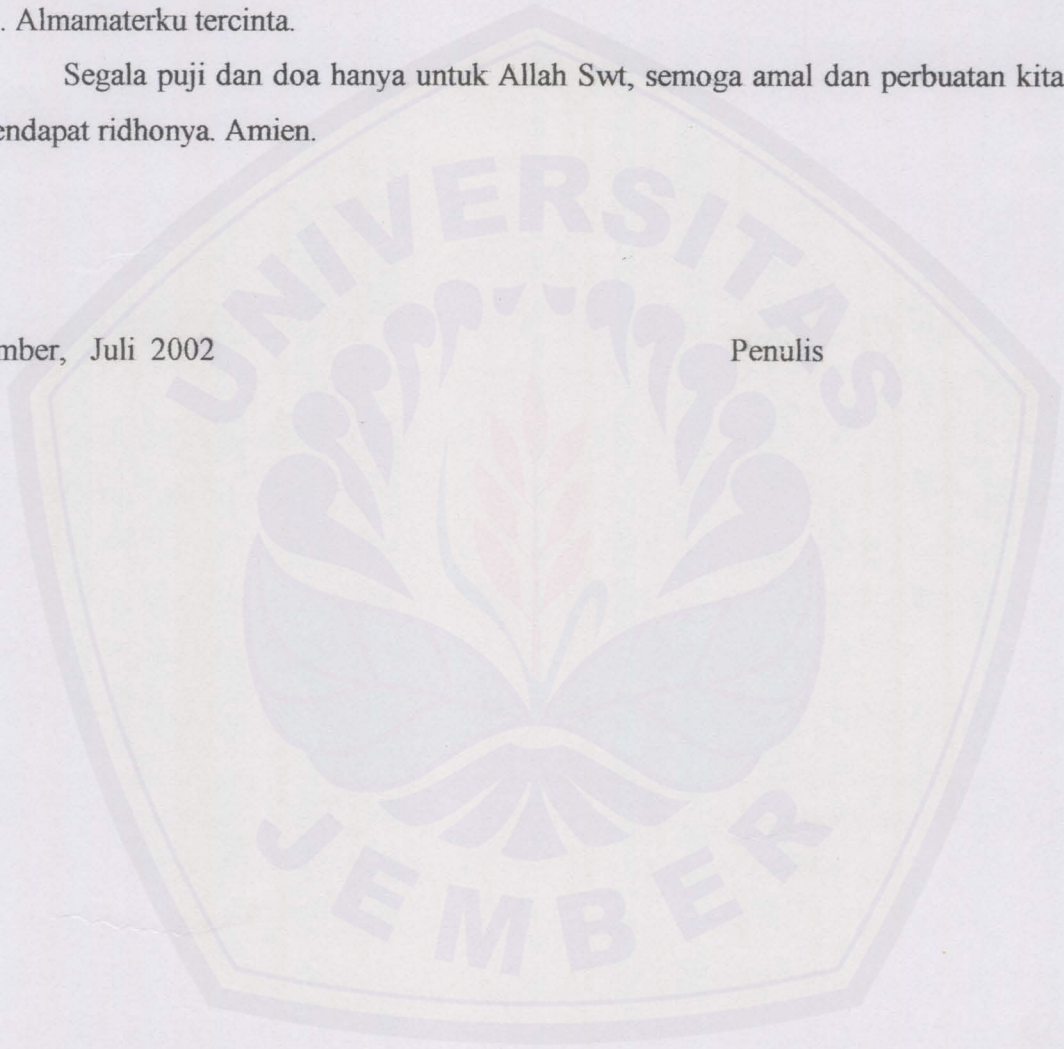 . Almamaterku tercinta.
Segala puji dan doa hanya untuk Allah Swt, semoga amal dan perbuatan kita
endapat ridhonya. Amien.
mber, Juli 2002 Penulis
UNIVERSITAS
JEMBER